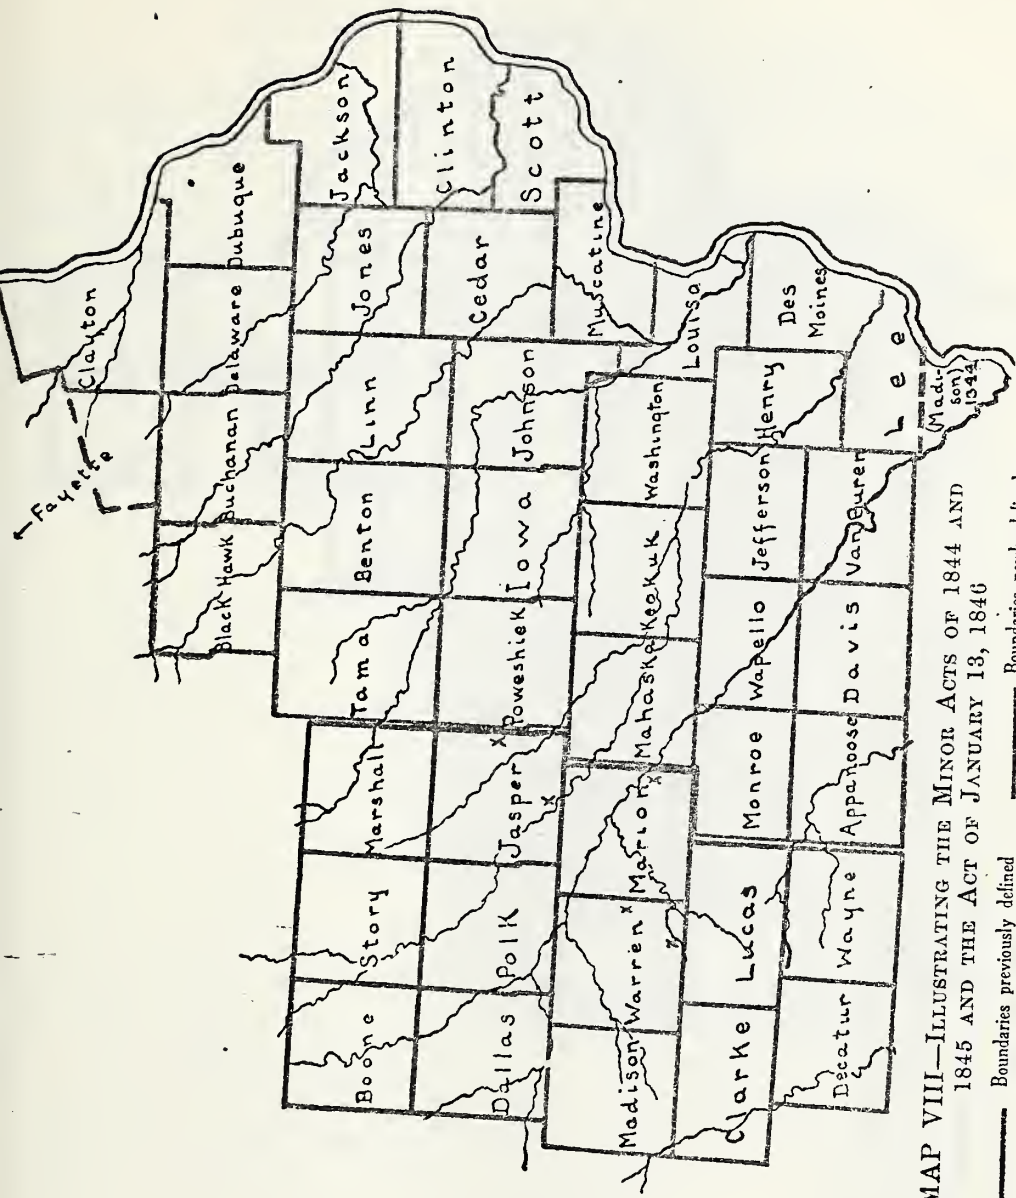 ← Fayette
Clayton
Black Hawk
Buchanan
Delaware
Dubuque
Boone
Story
Marshall
Tama
Benton
Linn
Jones
Jackson
Dallas
Polk
Jasper
Poweshiek
Iowa
Johnson
Cedar
Clinton
Scott
Muscatine
Madison
Warren
Marion
Mahaska
Keokuk
Washington
Louisa
Clarke
Lucas
Monroe
Wapello
Jefferson
Henry
Des
Moines
Decatur
Wayne
Appanoose
Davis
Van Buren
Lee
(Madi-
son)
1844
MAP VIII—ILLUSTRATING THE MINOR ACTS OF 1844 AND
1845 AND THE ACT OF JANUARY 13, 1846
Boundaries previously defined
Boundaries